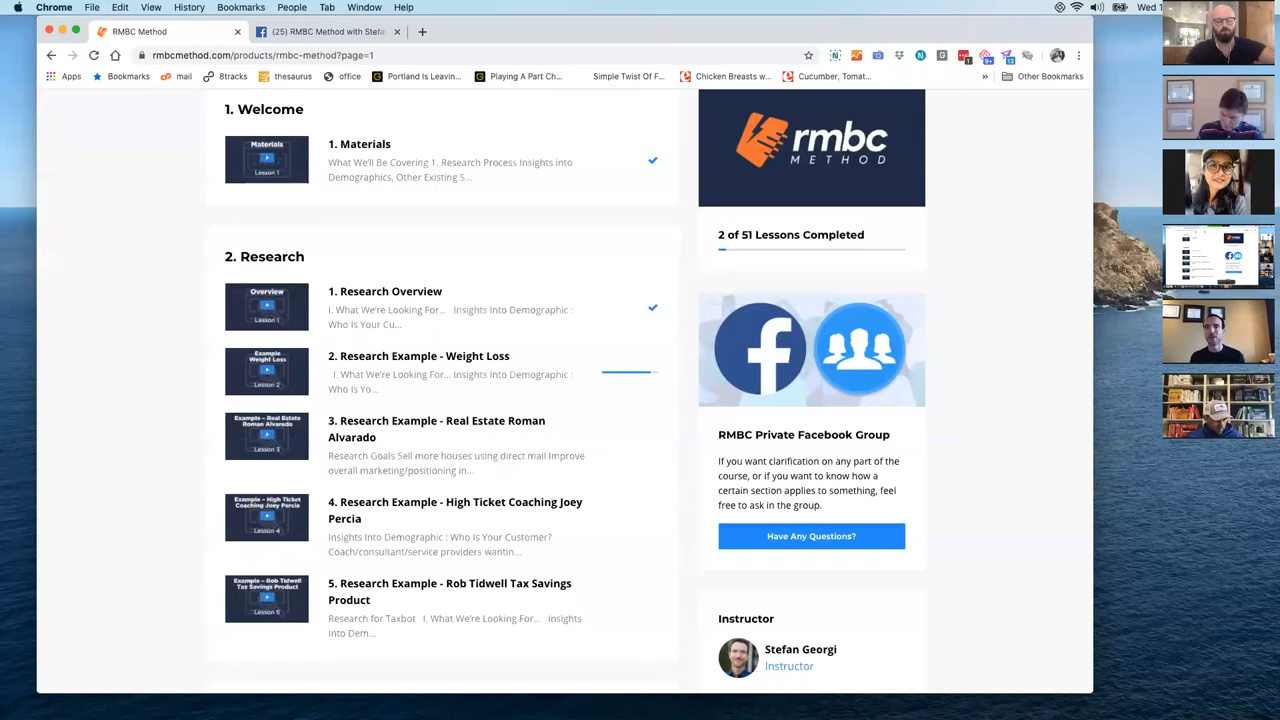 Chrome File Edit View History Bookmarks People Tab Window Help
RMBC Method
(25) RMBC Method with Stefa
rmbcmethod.com/products/rmbc-method?page=1
Apps Bookmarks mail 8tracks thesaurus office Portland Is Leavin... Playing A Part Ch... Simple Twist Of F... Chicken Breasts w... Cucumber, Tomat... » Other Bookmarks
1. Welcome
Materials
Lesson 1
1. Materials
What We'll Be Covering 1. Research Process Insights into
Demographics, Other Existing S...
2. Research
Overview
Lesson 1
1. Research Overview
I. What We're Looking For... Insights Into Demographic :
Who Is Your Cu...
Example
Weight Loss
Lesson 2
2. Research Example - Weight Loss
I. What We're Looking For... Insights Into Demographic :
Who Is Yo...
Example – Real Estate
Roman Alvarado
Lesson 3
3. Research Example - Real Estate Roman
Alvarado
Research Goals Sell more houses using direct mail Improve
overall marketing/positioning in...
Example – High Ticket
Coaching Joey
Percia
Lesson 4
4. Research Example - High Ticket Coaching Joey
Percia
Insights Into Demographic : Who Is Your Customer?
Coach/consultant/service providers wantin...
Example – Rob Tidwell
Tax Savings
Product
Lesson 5
5. Research Example - Rob Tidwell Tax Savings
Product
Research for Taxbot I. What We're Looking For... Insights
Into Dem...
rmbc
METHOD
2 of 51 Lessons Completed
RMBC Private Facebook Group
If you want clarification on any part of the
course, or if you want to know how a
certain section applies to something, feel
free to ask in the group.
Have Any Questions?
Instructor
Stefan Georgi
Instructor